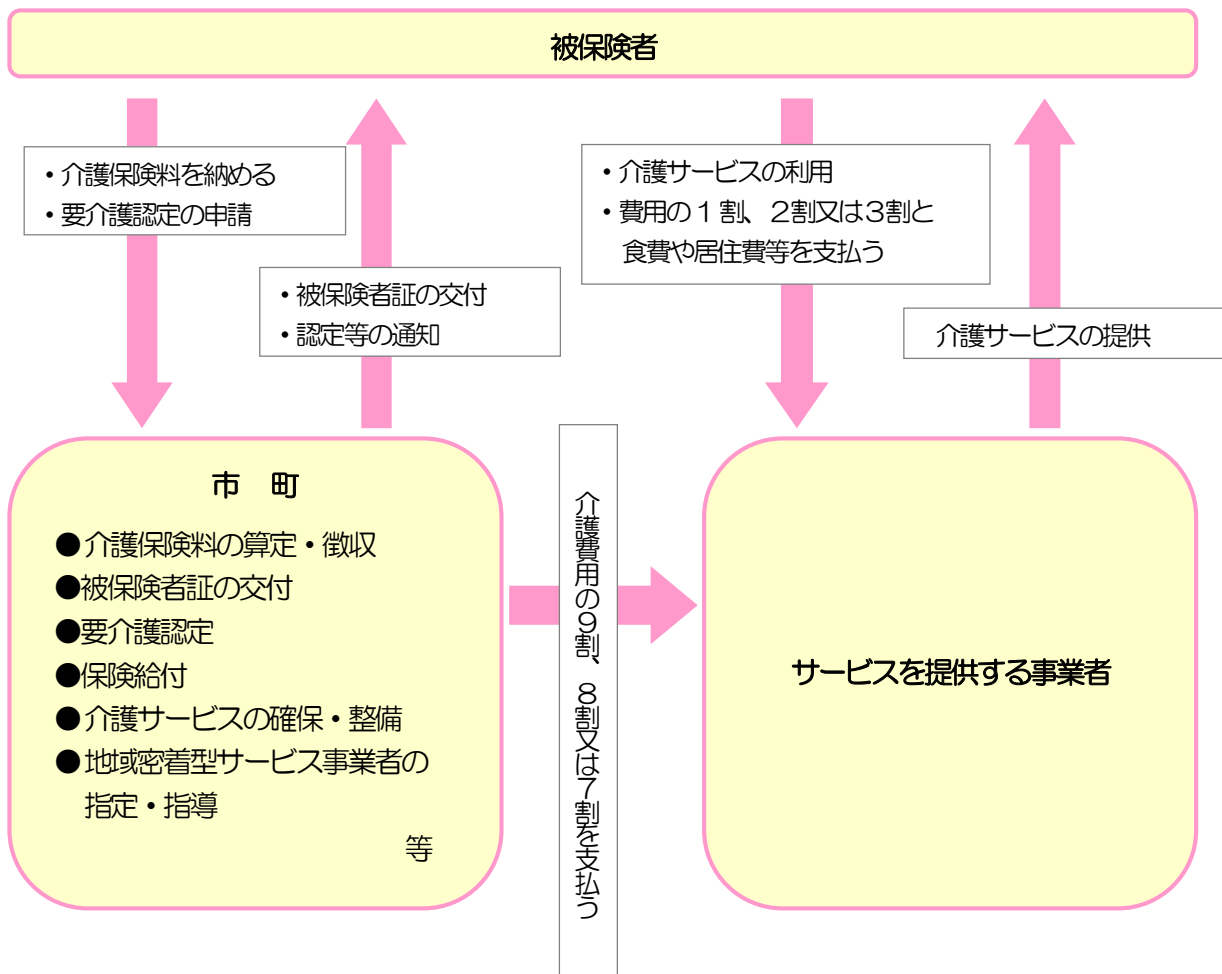 被保険者
・介護保険料を納める
・要介護認定の申請
・被保険者証の交付
・認定等の通知
・介護サービスの利用
・費用の1割、2割又は3割と
食費や居住費等を支払う
介護サービスの提供
市　町
●介護保険料の算定・徴収
●被保険者証の交付
●要介護認定
●保険給付
●介護サービスの確保・整備
●地域密着型サービス事業者の
指定・指導
等
介護費用の9割、8割又は7割を支払う
サービスを提供する事業者